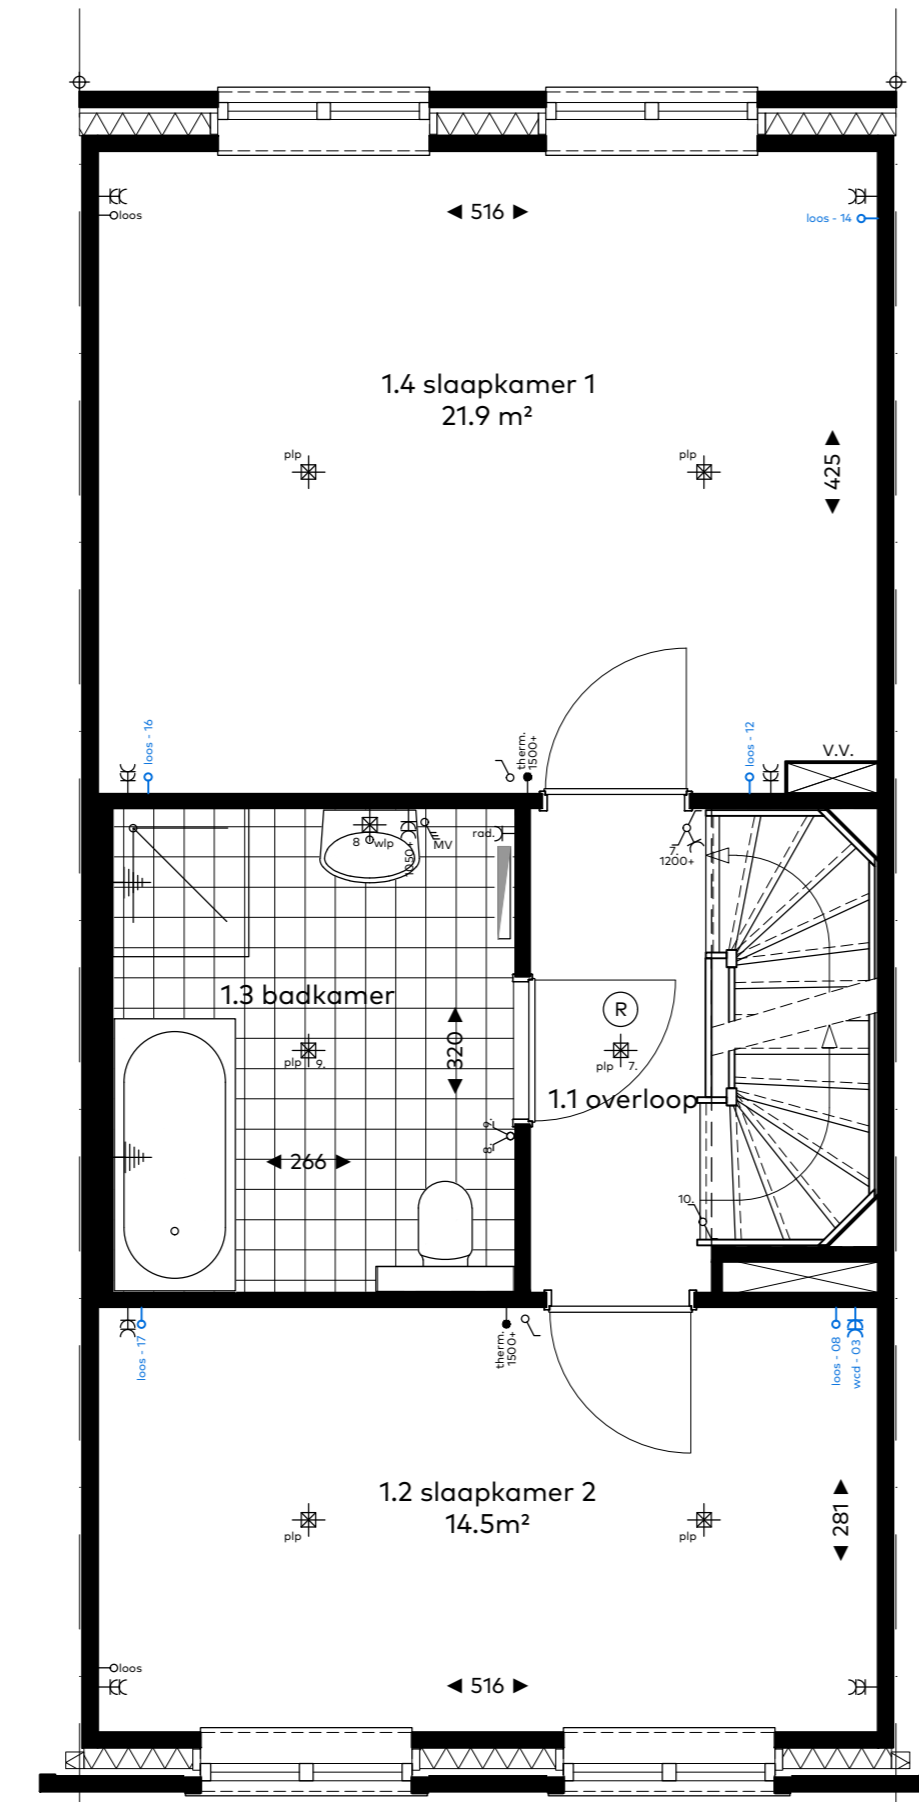 516
loos
loos - 14
1.4 slaapkamer 1
21.9 m²
plp
plp
425
loos - 16
therm.
1500+
loos - 12
V.V.
8
wlp
1050+
MV
rad.
7.
1200+
1.3 badkamer
R
plp
9.
320
plp
7.
1.1 overloop
9.
8.
266
10.
loos - 17
therm.
1500+
loos - 08
wcd - 03
1.2 slaapkamer 2
14.5m²
plp
plp
281
loos
516